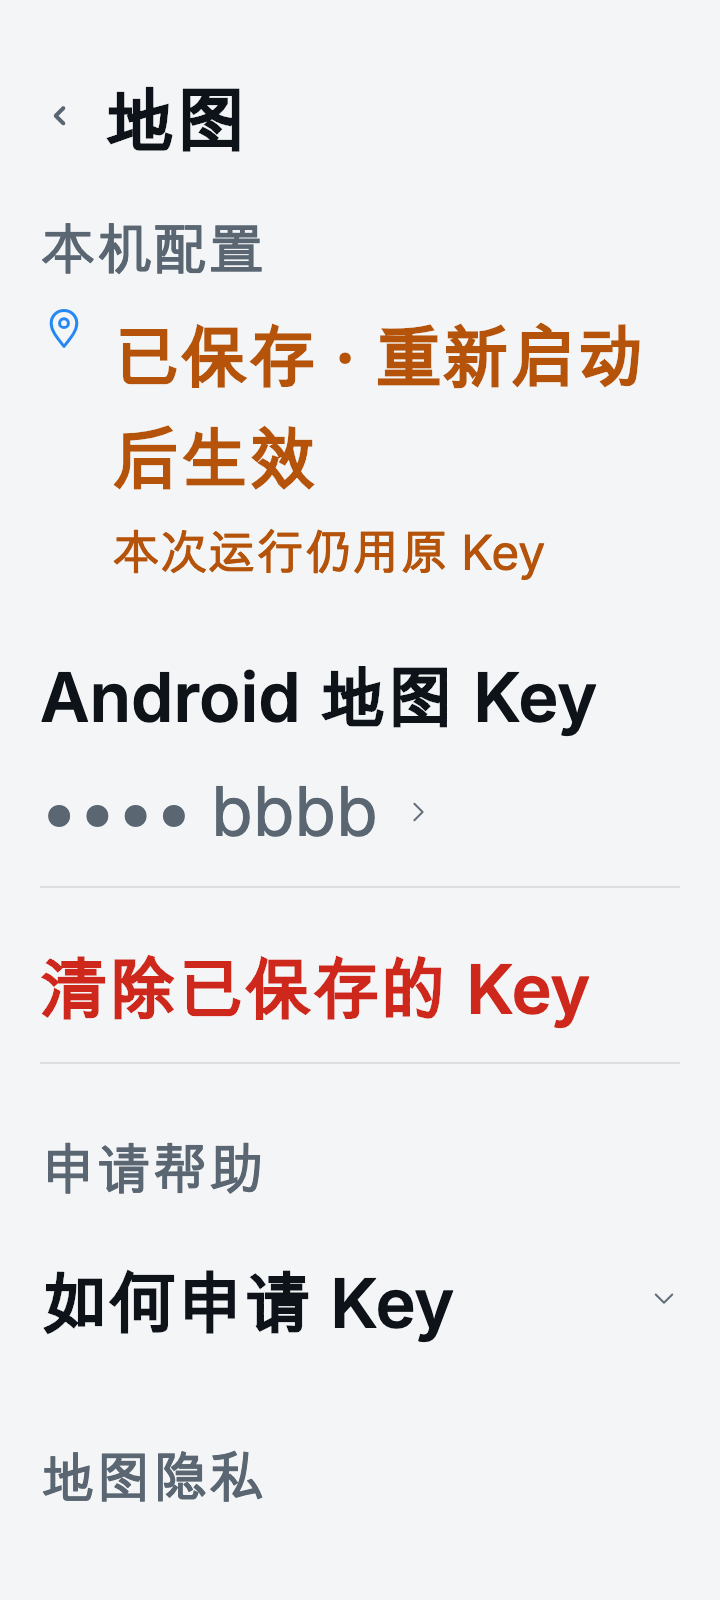 地图
本机配置
已保存 · 重新启动
后生效
本次运行仍用原 Key
Android 地图 Key
•••• bbbb
清除已保存的 Key
申请帮助
如何申请 Key
地图隐私